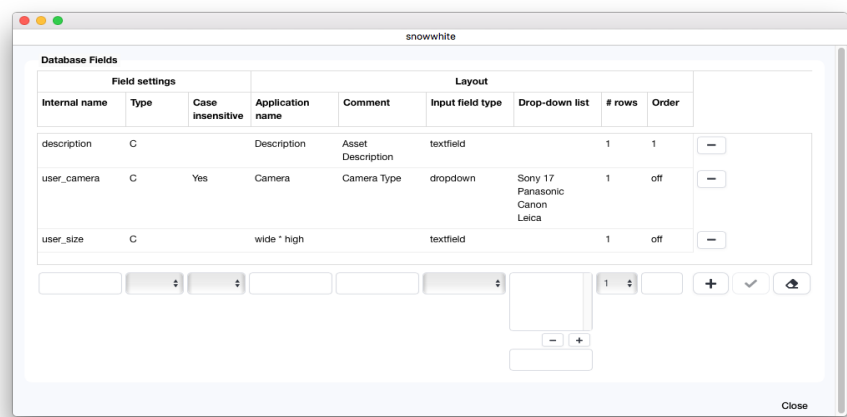 snowwhite
Database Fields
Field settings Layout
Internal name Type Case insensitive Application name Comment Input field type Drop-down list # rows Order
description C Description Asset Description textfield 1 1
user_camera C Yes Camera Camera Type dropdown Sony 17 1 off
Panasonic
Canon
Leica
user_size C wide * high textfield 1 off
1
Close